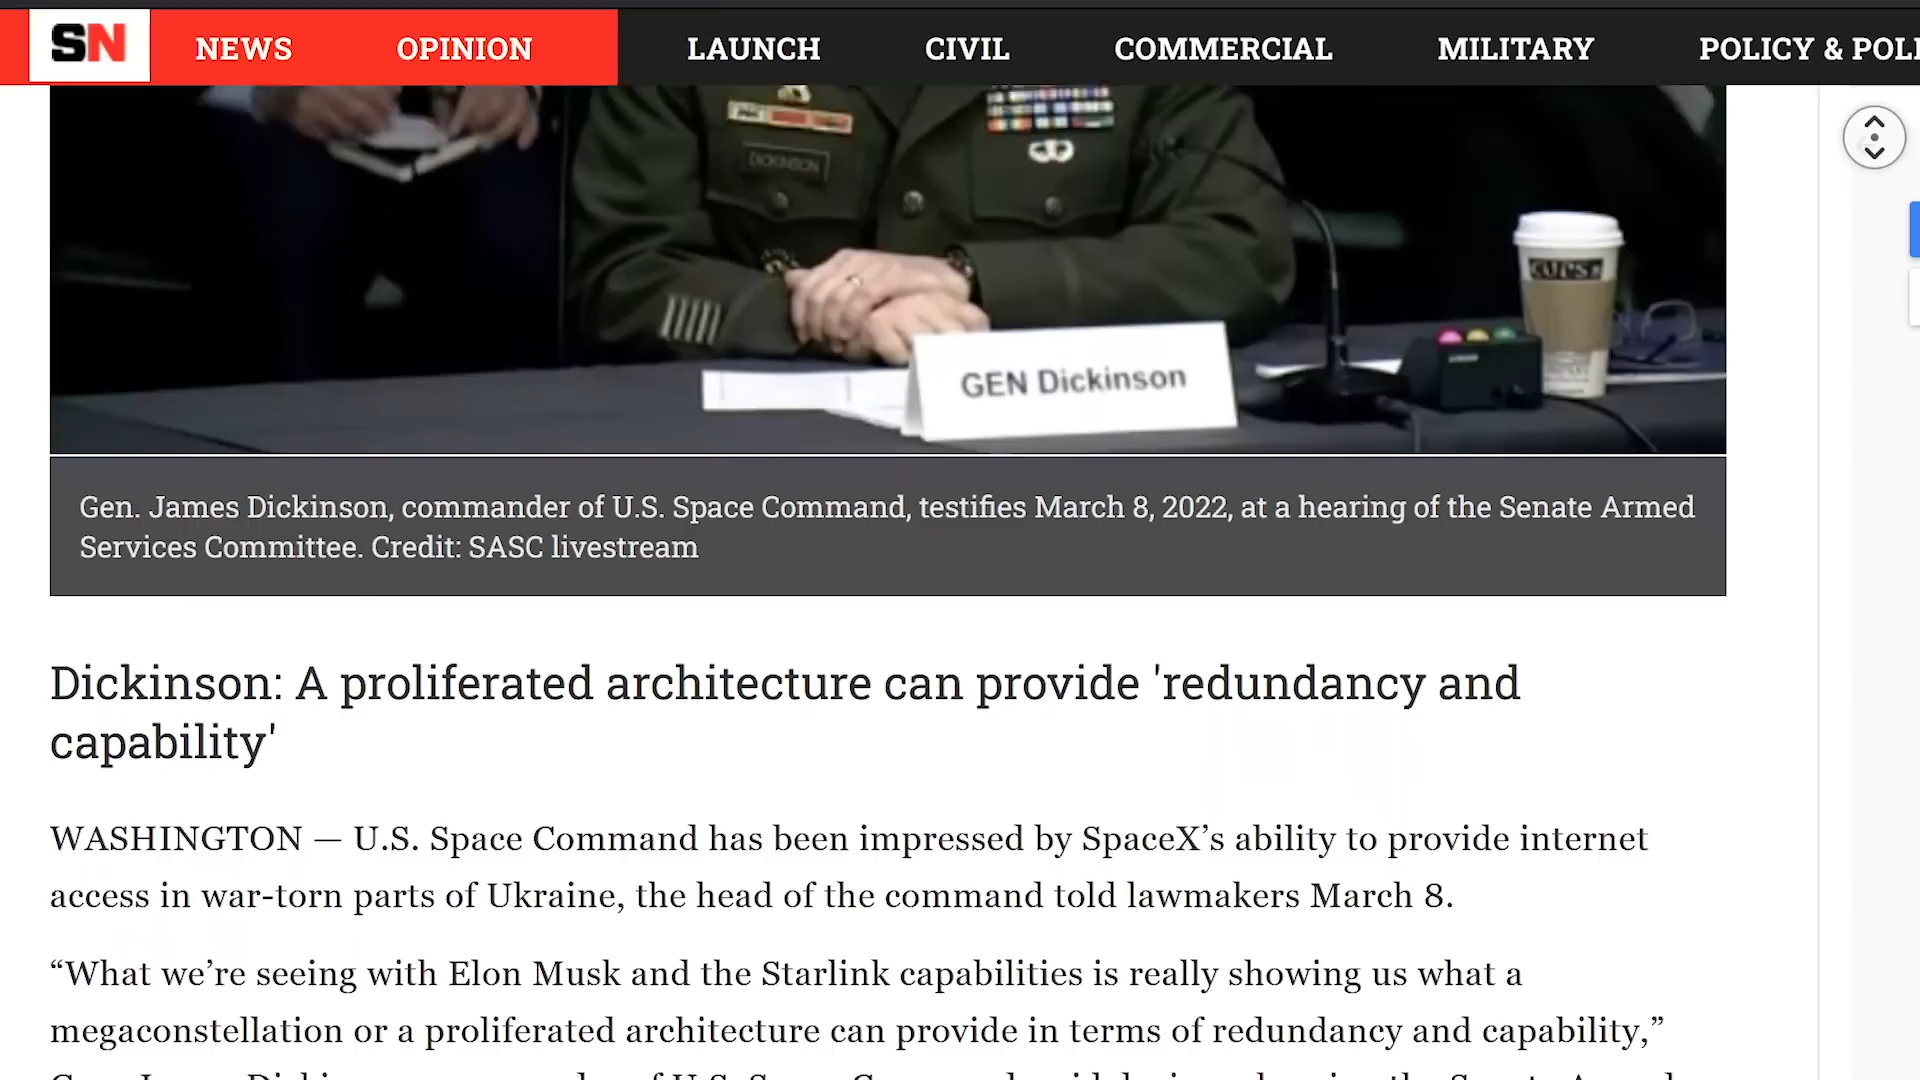 SN NEWS OPINION LAUNCH CIVIL COMMERCIAL MILITARY POLICY &
DICKINSON
GEN Dickinson
Gen. James Dickinson, commander of U.S. Space Command, testifies March 8, 2022, at a hearing of the Senate Armed
Services Committee. Credit: SASC livestream
Dickinson: A proliferated architecture can provide 'redundancy and
capability'
WASHINGTON — U.S. Space Command has been impressed by SpaceX’s ability to provide internet
access in war-torn parts of Ukraine, the head of the command told lawmakers March 8.
“What we’re seeing with Elon Musk and the Starlink capabilities is really showing us what a
megaconstellation or a proliferated architecture can provide in terms of redundancy and capability,”